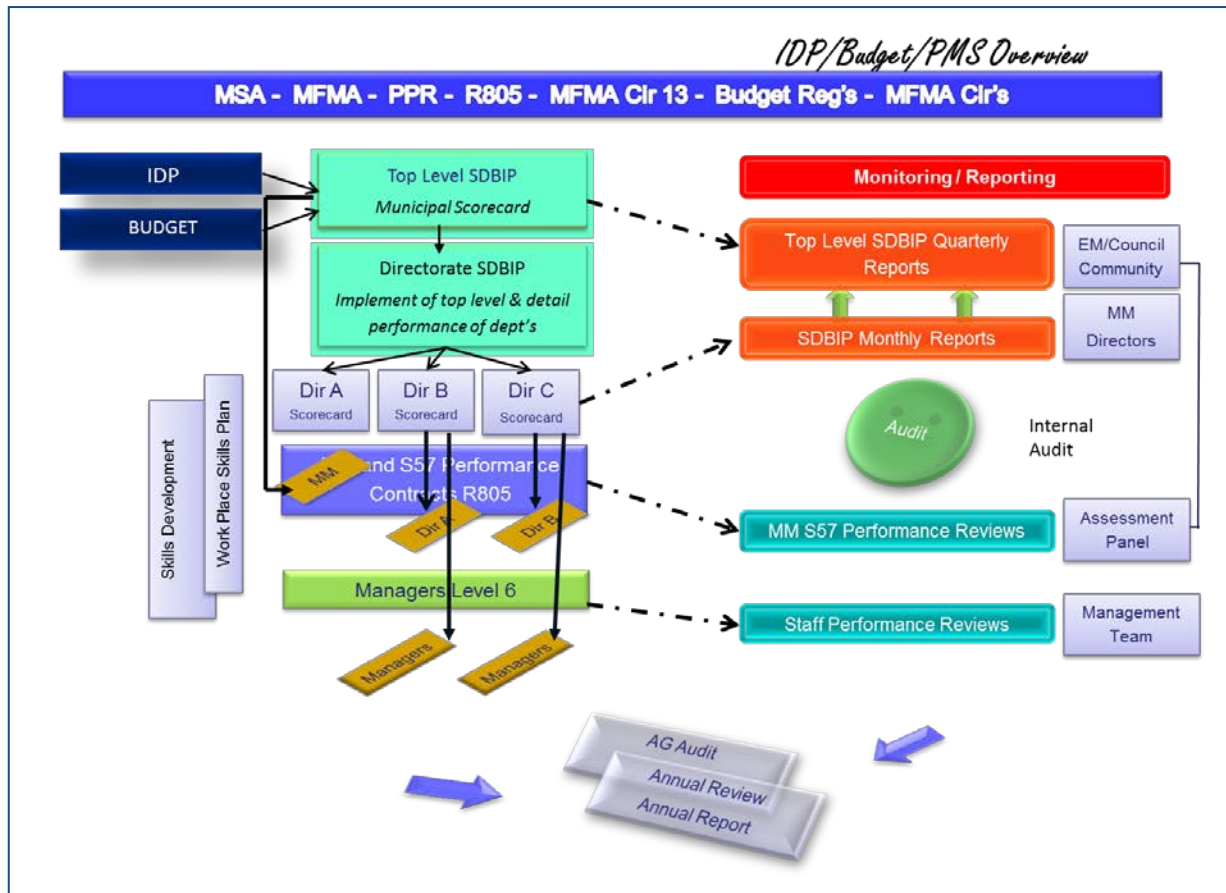 IDP/Budget/PMS Overview
MSA - MFMA - PPR - R805 - MFMA Cir 13 - Budget Reg's - MFMA Cir's
IDP
BUDGET
Top Level SDBIP
Municipal Scorecard
Directorate SDBIP
Implement of top level & detail
performance of dept's
Dir A
Scorecard
Dir B
Scorecard
Dir C
Scorecard
Skills Development
Work Place Skills Plan
and S57 Performance
Contracts R805
MM
Dir A
Dir B
Managers Level 6
Managers
Managers
Monitoring / Reporting
Top Level SDBIP Quarterly
Reports
EM/Council
Community
SDBIP Monthly Reports
MM
Directors
Audit
Internal
Audit
MM S57 Performance Reviews
Assessment
Panel
Staff Performance Reviews
Management
Team
AG Audit
Annual Review
Annual Report